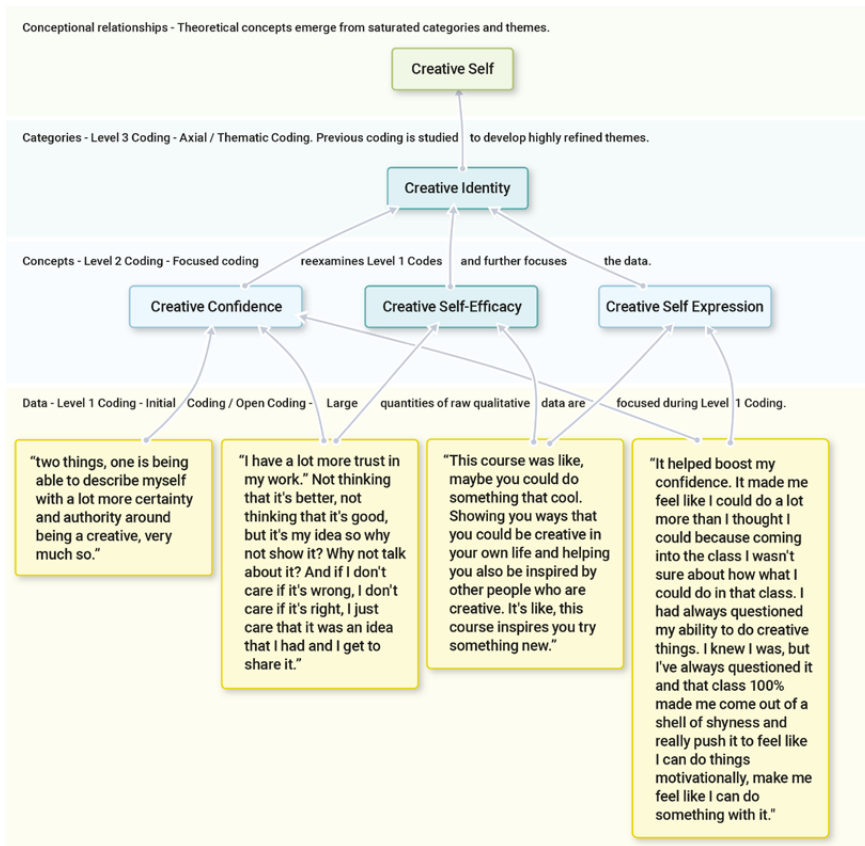 Conceptional relationships - Theoretical concepts emerge from saturated categories and themes.
Creative Self
Categories - Level 3 Coding - Axial / Thematic Coding. Previous coding is studied to develop highly refined themes.
Creative Identity
Concepts - Level 2 Coding - Focused coding reexamines Level 1 Codes and further focuses the data.
Creative Confidence
Creative Self-Efficacy
Creative Self Expression
Data - Level 1 Coding - Initial Coding / Open Coding - Large quantities of raw qualitative data are focused during Level 1 Coding.
“two things, one is being
able to describe myself
with a lot more certainty
and authority around
being a creative, very
much so.”
“I have a lot more trust in
my work.” Not thinking
that it's better, not
thinking that it's good,
but it's my idea so why
not show it? Why not talk
about it? And if I don't
care if it's wrong, I don't
care if it's right, I just
care that it was an idea
that I had and I get to
share it.”
“This course was like,
maybe you could do
something that cool.
Showing you ways that
you could be creative in
your own life and helping
you also be inspired by
other people who are
creative. It's like, this
course inspires you try
something new.”
“It helped boost my
confidence. It made me
feel like I could do a lot
more than I thought I
could because coming
into the class I wasn't
sure about how what I
could do in that class. I
had always questioned
my ability to do creative
things. I knew I was, but
I've always questioned it
and that class 100%
made me come out of a
shell of shyness and
really push it to feel like
I can do things
motivationally, make me
feel like I can do
something with it."